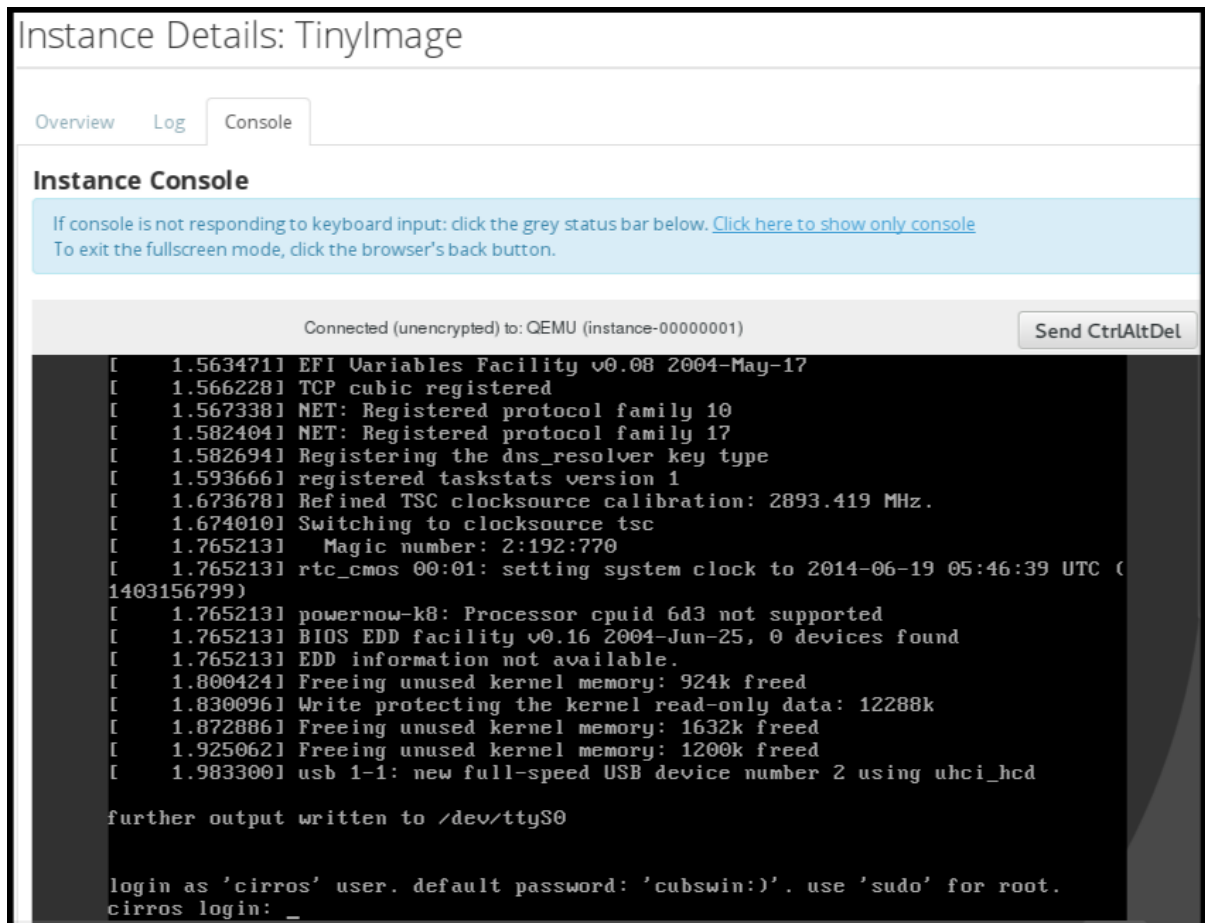 Instance Details: TinyImage
Overview Log Console
Instance Console
If console is not responding to keyboard input: click the grey status bar below. Click here to show only console
To exit the fullscreen mode, click the browser's back button.
Connected (unencrypted) to: QEMU (instance-00000001)
Send CtrlAltDel
[    1.563471] EFI Variables Facility v0.08 2004-May-17
[    1.566228] TCP cubic registered
[    1.567338] NET: Registered protocol family 10
[    1.582404] NET: Registered protocol family 17
[    1.582694] Registering the dns_resolver key type
[    1.593666] registered taskstats version 1
[    1.673678] Refined TSC clocksource calibration: 2893.419 MHz.
[    1.674010] Switching to clocksource tsc
[    1.765213]   Magic number: 2:192:770
[    1.765213] rtc_cmos 00:01: setting system clock to 2014-06-19 05:46:39 UTC (
1403156799)
[    1.765213] powernow-k8: Processor cpuid 6d3 not supported
[    1.765213] BIOS EDD facility v0.16 2004-Jun-25, 0 devices found
[    1.765213] EDD information not available.
[    1.800424] Freeing unused kernel memory: 924k freed
[    1.830096] Write protecting the kernel read-only data: 12288k
[    1.872886] Freeing unused kernel memory: 1632k freed
[    1.925062] Freeing unused kernel memory: 1200k freed
[    1.983300] usb 1-1: new full-speed USB device number 2 using uhci_hcd
further output written to /dev/ttyS0
login as 'cirros' user. default password: 'cubswin:)'. use 'sudo' for root.
cirros login: _